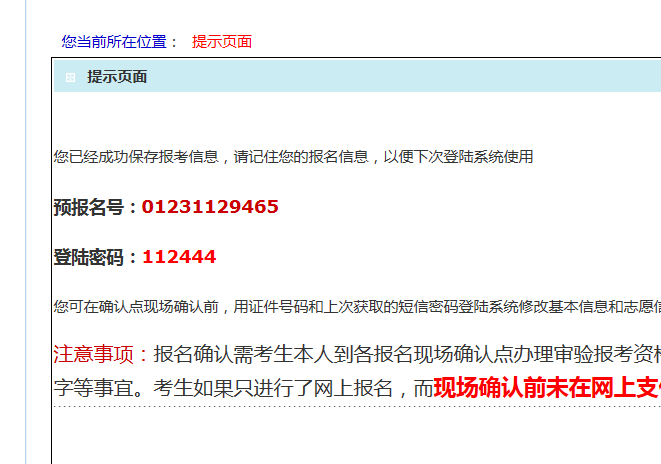 您当前所在位置： 提示页面
提示页面
您已经成功保存报考信息，请记住您的报名信息，以便下次登陆系统使用
预报名号：01231129465
登陆密码：112444
您可在确认点现场确认前，用证件号码和上次获取的短信密码登陆系统修改基本信息和志愿信
注意事项：报名确认需考生本人到各报名现场确认点办理审验报考资格
字等事宜。考生如果只进行了网上报名，而现场确认前未在网上支